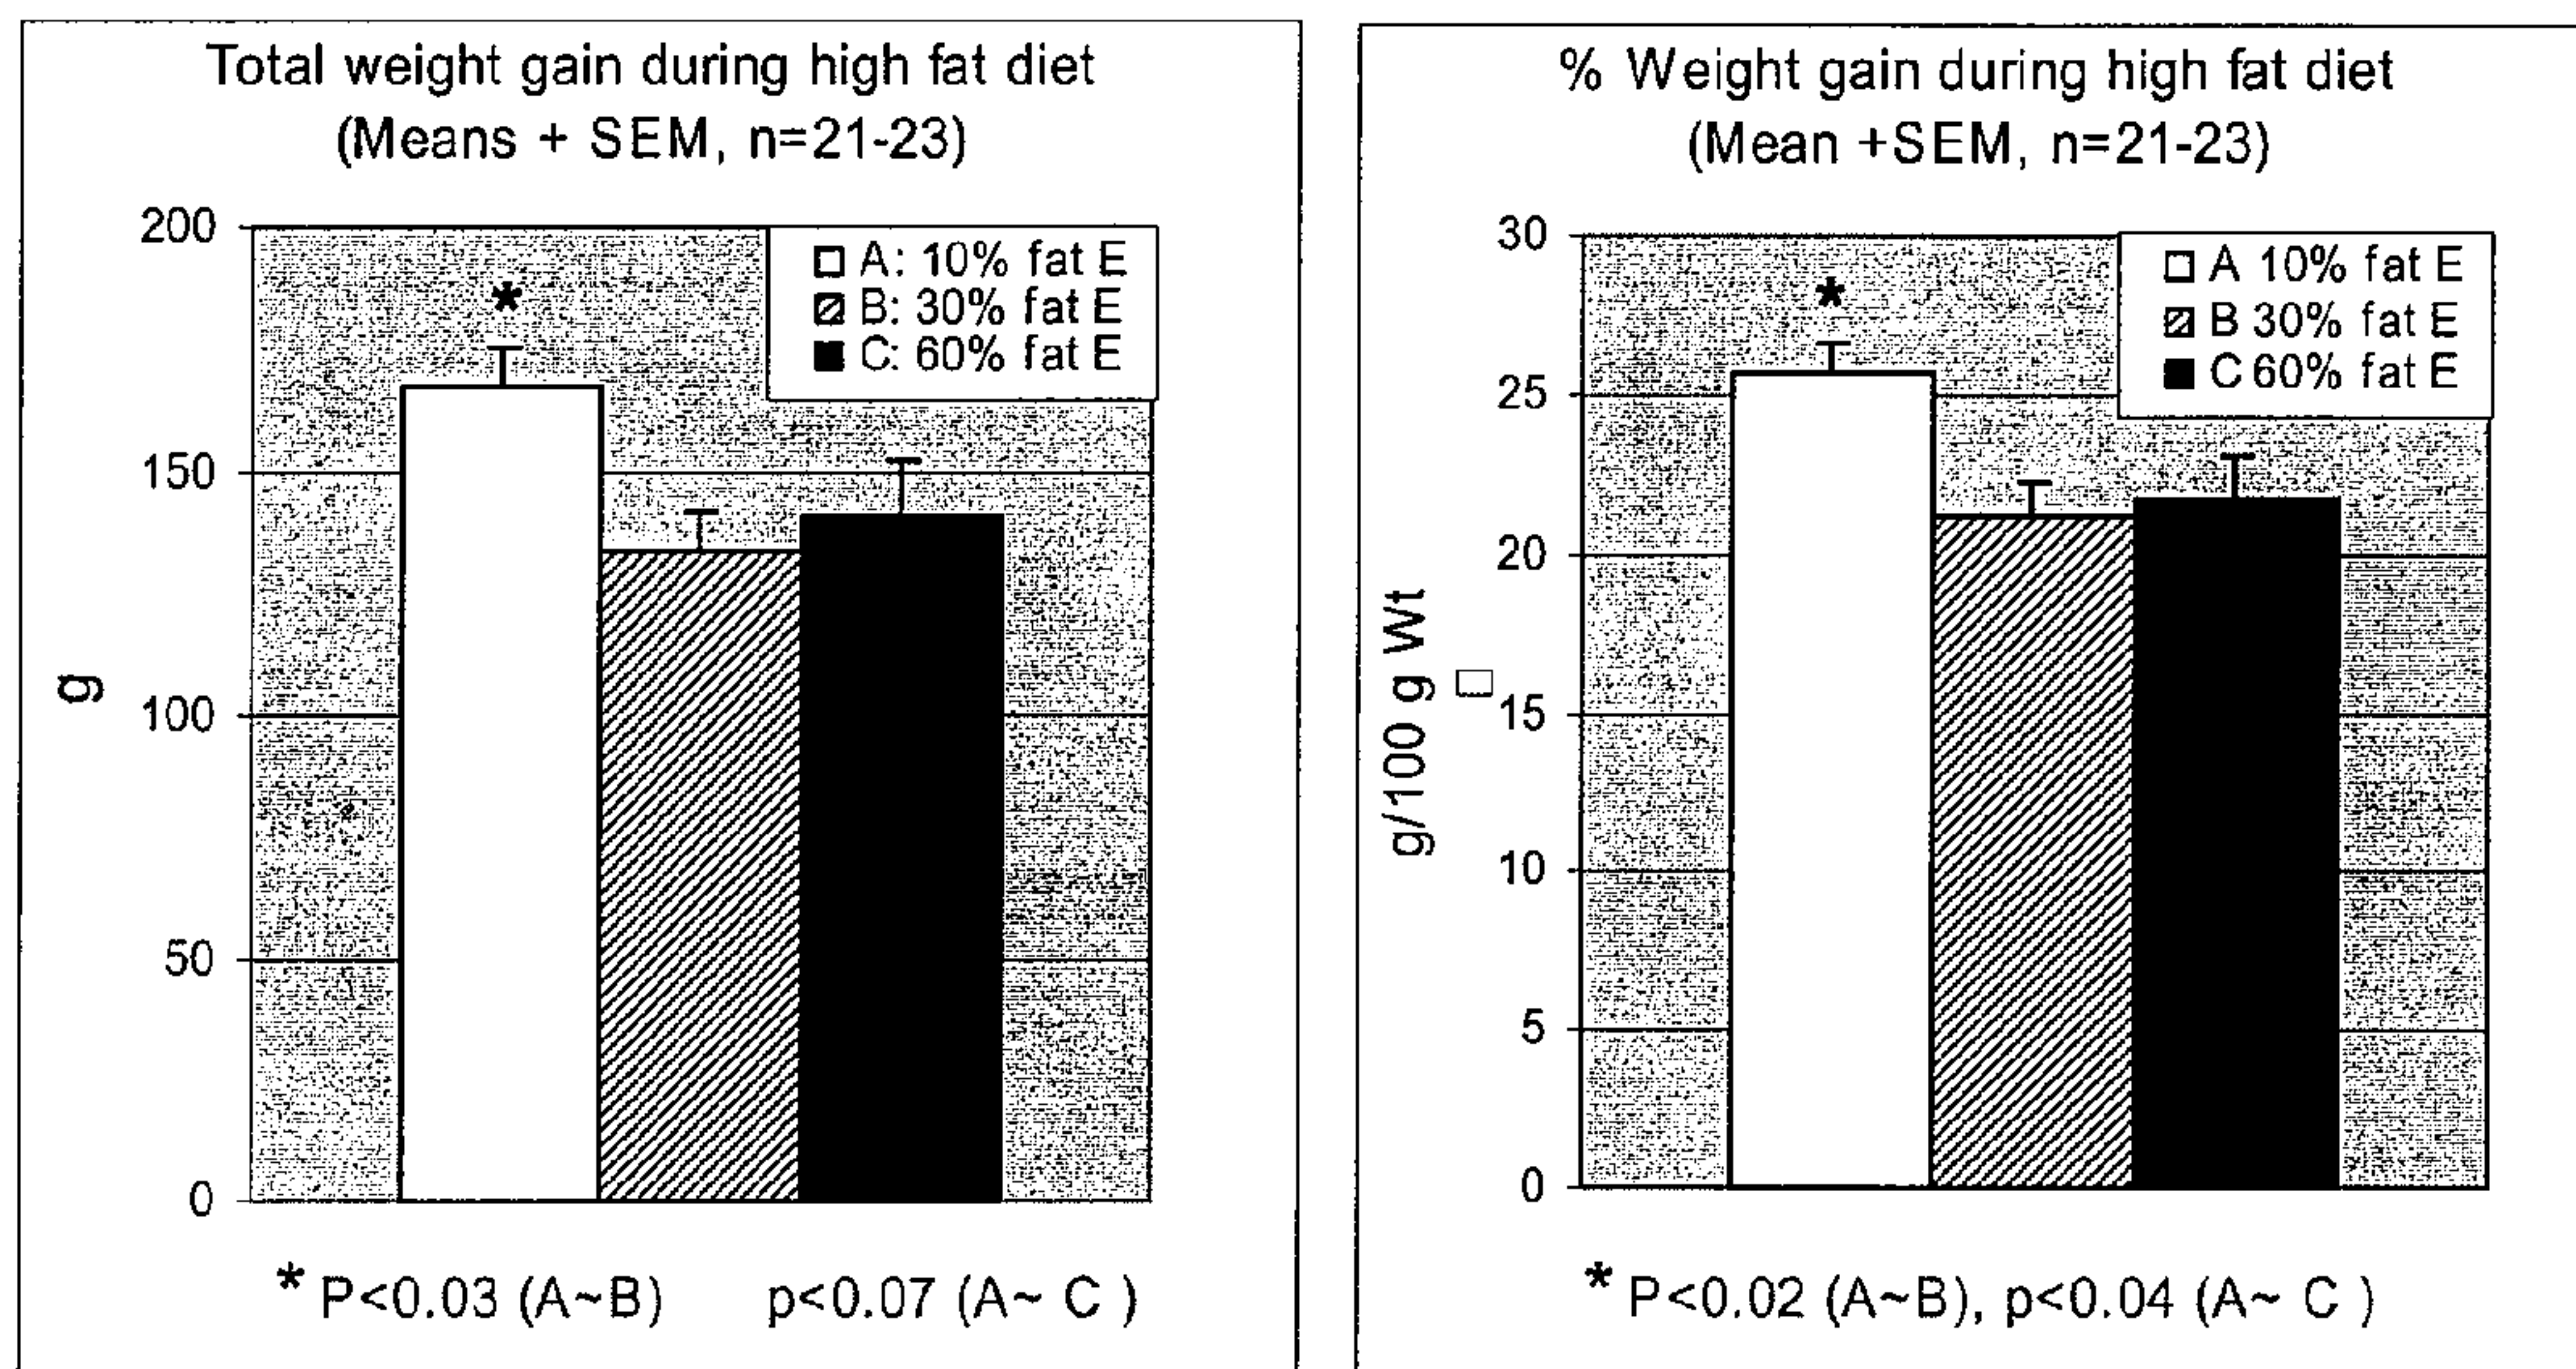 Total weight gain during high fat diet
(Means + SEM, n=21-23)
200
150
100
50
0
g
*
A: 10% fat E
B: 30% fat E
C: 60% fat E
* P<0.03 (A~B) p<0.07 (A~ C )
% Weight gain during high fat diet
(Mean +SEM, n=21-23)
30
25
20
15
10
5
0
g/100 g Wt
*
A 10% fat E
B 30% fat E
C 60% fat E
* P<0.02 (A~B), p<0.04 (A~ C )